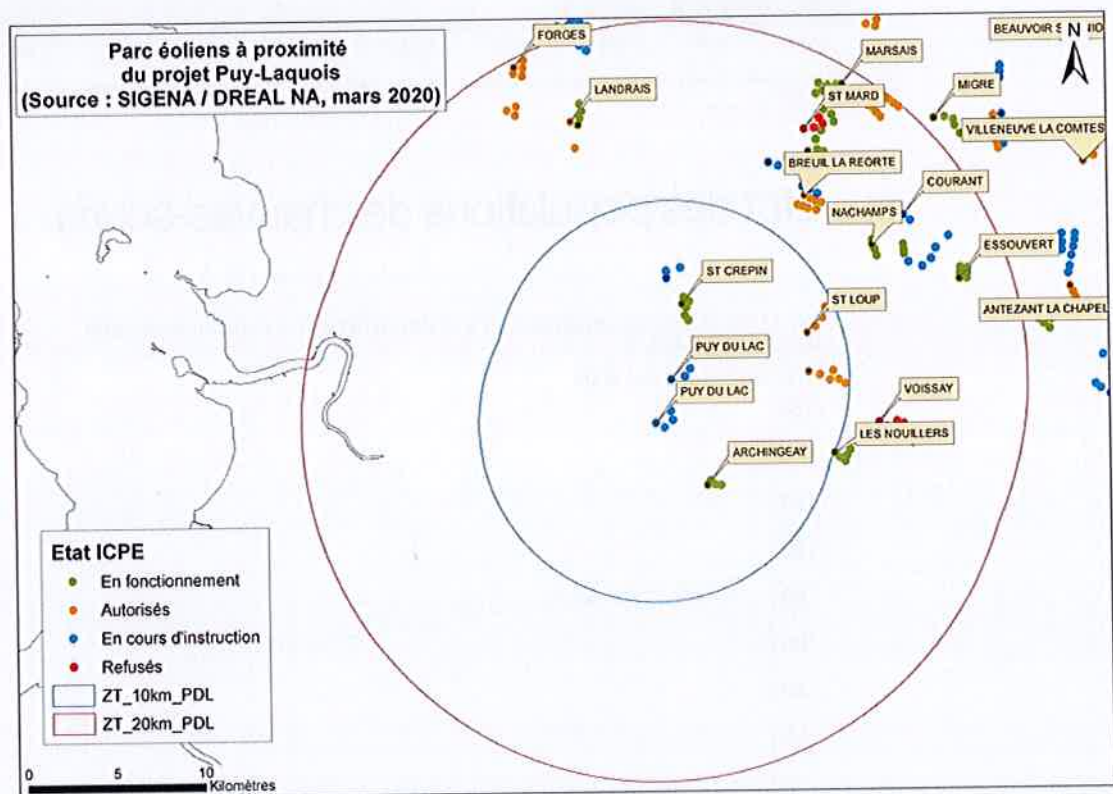 Parc éoliens à proximité
du projet Puy-Laquois
(Source : SIGENA / DREAL NA, mars 2020)
FORGES
LANDRAIS
MARSAIS
ST MARD
BEAUVOIR S
N
MIGRE
VILLENEUVE LA COMTES
BREUIL LA REORTE
COURANT
NACHAMPS
ESSOUVERT
ST CREPIN
ST LOUP
ANTEZANT LA CHAPEL
PUY DU LAC
PUY DU LAC
VOISSAY
LES NOUILLERS
ARCHINGEAY
Etat ICPE
En fonctionnement
Autorisés
En cours d'instruction
Refusés
ZT_10km_PDL
ZT_20km_PDL
0 5 10
Kilomètres